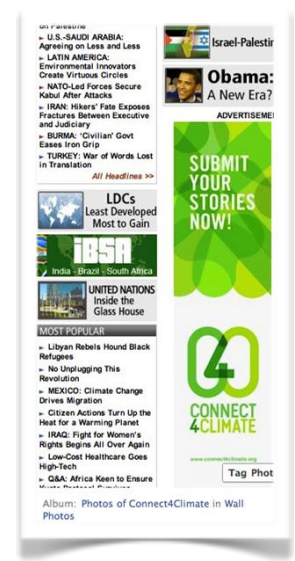 on Palestine
► U.S.-SAUDI ARABIA:
Agreeing on Less and Less
► LATIN AMERICA:
Environmental Innovators
Create Virtuous Circles
► NATO-Led Forces Secure
Kabul After Attacks
► IRAN: Hikers' Fate Exposes
Fractures Between Executive
and Judiciary
► BURMA: 'Civilian' Govt
Eases Iron Grip
► TURKEY: War of Words Lost
in Translation
All Headlines >>
LDCs
Least Developed
Most to Gain
iBSA
India - Brazil - South Africa
UNITED NATIONS
Inside the
Glass House
MOST POPULAR
► Libyan Rebels Hound Black
Refugees
► No Unplugging This
Revolution
► MEXICO: Climate Change
Drives Migration
► Citizen Actions Turn Up the
Heat for a Warming Planet
► IRAQ: Fight for Women's
Rights Begins All Over Again
► Low-Cost Healthcare Goes
High-Tech
► Q&A: Africa Keen to Ensure
Israel-Palestin
Obama:
A New Era?
ADVERTISEME
SUBMIT
YOUR
STORIES
NOW!
CONNECT
4CLIMATE
www.connect4climate.org
Tag Phot
Album: Photos of Connect4Climate in Wall
Photos